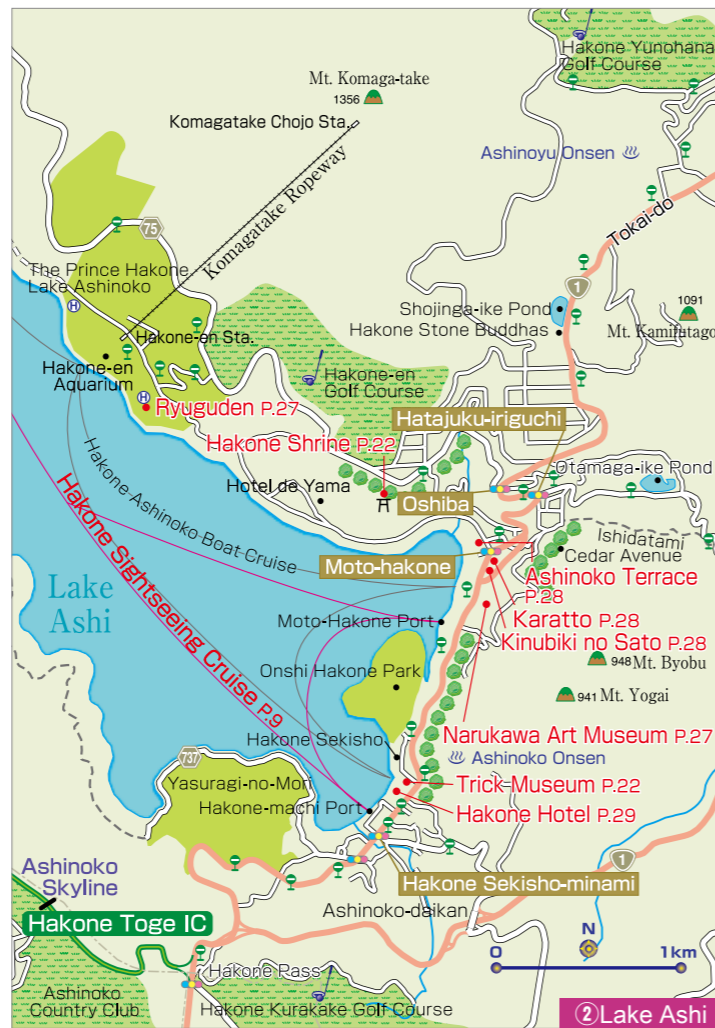 Hakone Yunohana
Golf Course
Mt. Komaga-take
1356
Komagatake Chojo Sta.
Ashinoyu Onsen
Komagatake Ropeway
Tokai-do
75
1
The Prince Hakone
Lake Ashinoko
H
Shojinga-ike Pond
Hakone Stone Buddhas
1091
Mt. Kamifutago
Hakone-en Sta.
Hakone-en
Aquarium
Hakone-en
Golf Course
H
Ryuguden P.27
Hatajuku-iriguchi
Hakone Shrine P.22
Hakone Ashinoko Boat Cruise
Hotel de Yama
Otamaga-ike Pond
Oshiba
Hakone Sightseeing Cruise P.9
Ishidatami
Cedar Avenue
Moto-hakone
Ashinoko Terrace
P.28
Lake
Ashi
Karatto P.28
Moto-Hakone Port
Kinubiki no Sato P.28
Onshi Hakone Park
948 Mt. Byobu
941 Mt. Yogai
Narukawa Art Museum P.27
Hakone Sekisho
Ashinoko Onsen
737
Yasuragi-no-Mori
Trick Museum P.22
Hakone-machi Port
Hakone Hotel P.29
1
Ashinoko
Skyline
Hakone Sekisho-minami
Hakone Toge IC
Ashinoko-daikan
N
0
1km
Hakone Pass
Ashinoko
Country Club
Hakone Kurakake Golf Course
②Lake Ashi